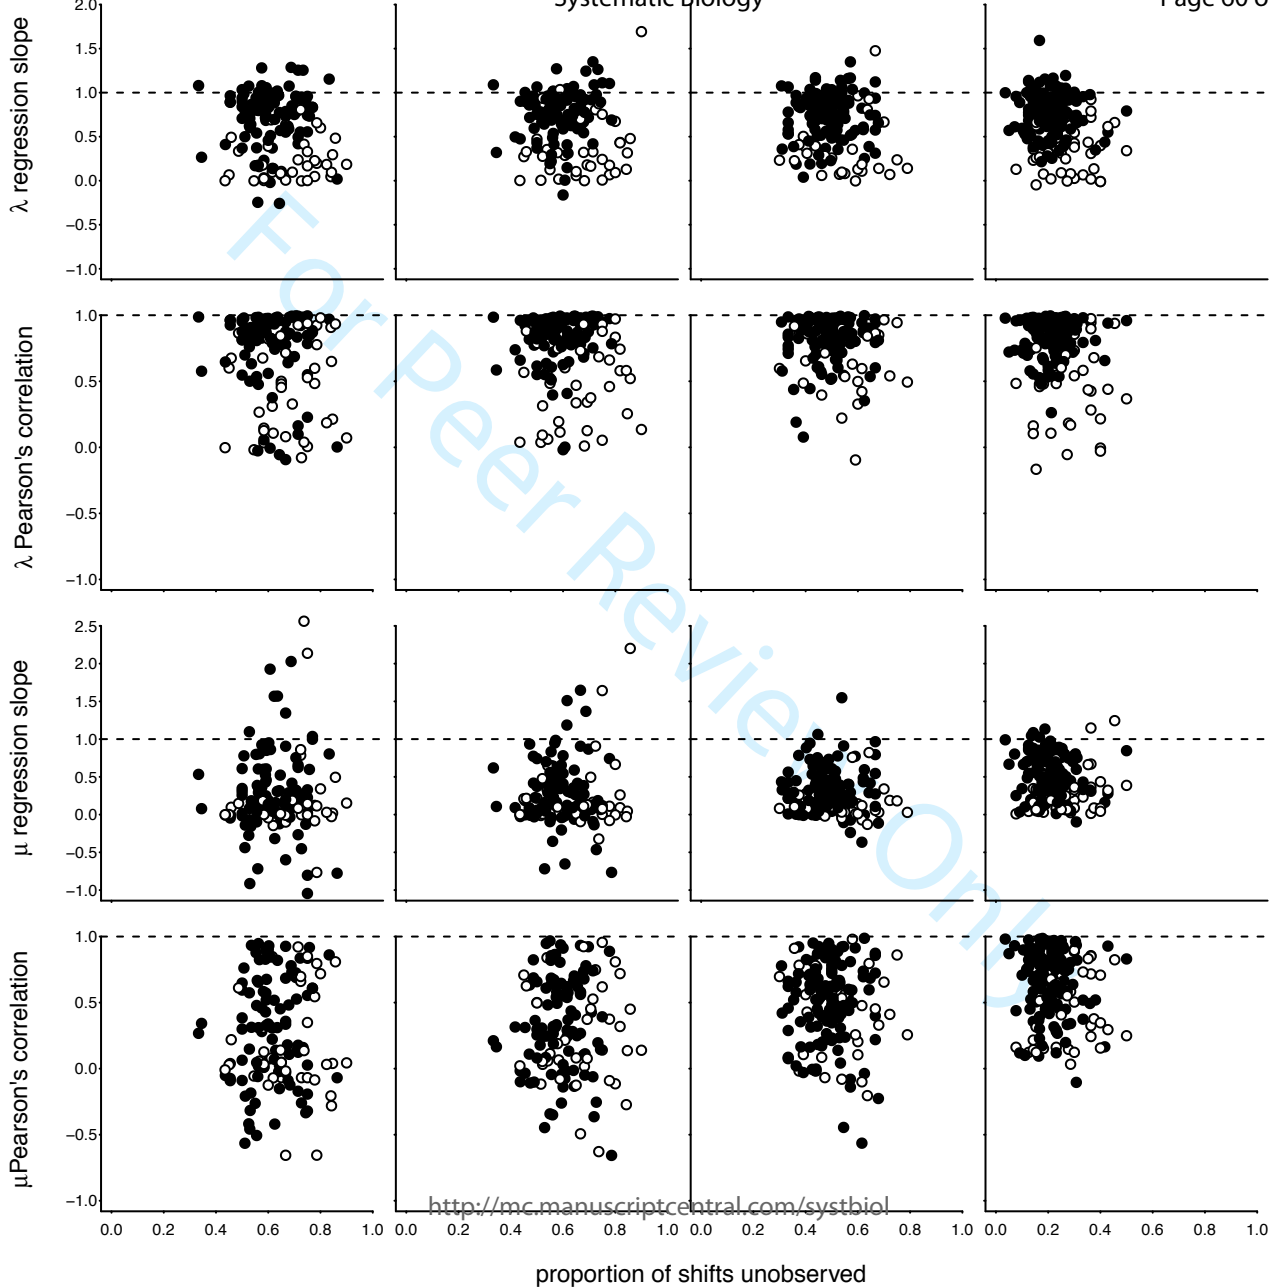 Systematic Biology
Page 60 o
λ regression slope
2.0
1.5
1.0
0.5
0.0
−0.5
−1.0
λ Pearson's correlation
1.0
0.5
0.0
−0.5
−1.0
μ regression slope
2.5
2.0
1.5
1.0
0.5
0.0
−0.5
−1.0
μPearson's correlation
1.0
0.5
0.0
−0.5
−1.0
For Peer Review Only
http://mc.manuscriptcentral.com/systbiol
0.0 0.2 0.4 0.6 0.8 1.0 0.0 0.2 0.4 0.6 0.8 1.0 0.0 0.2 0.4 0.6 0.8 1.0 0.0 0.2 0.4 0.6 0.8 1.0
proportion of shifts unobserved